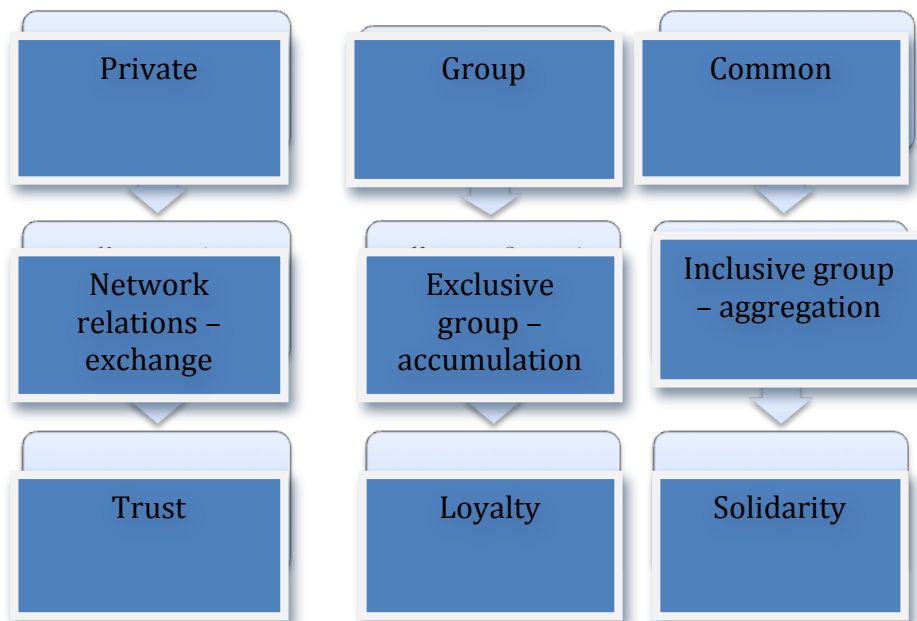 Private
Group
Common
Network
relations –
exchange
Exclusive
group –
accumulation
Inclusive group
– aggregation
Trust
Loyalty
Solidarity